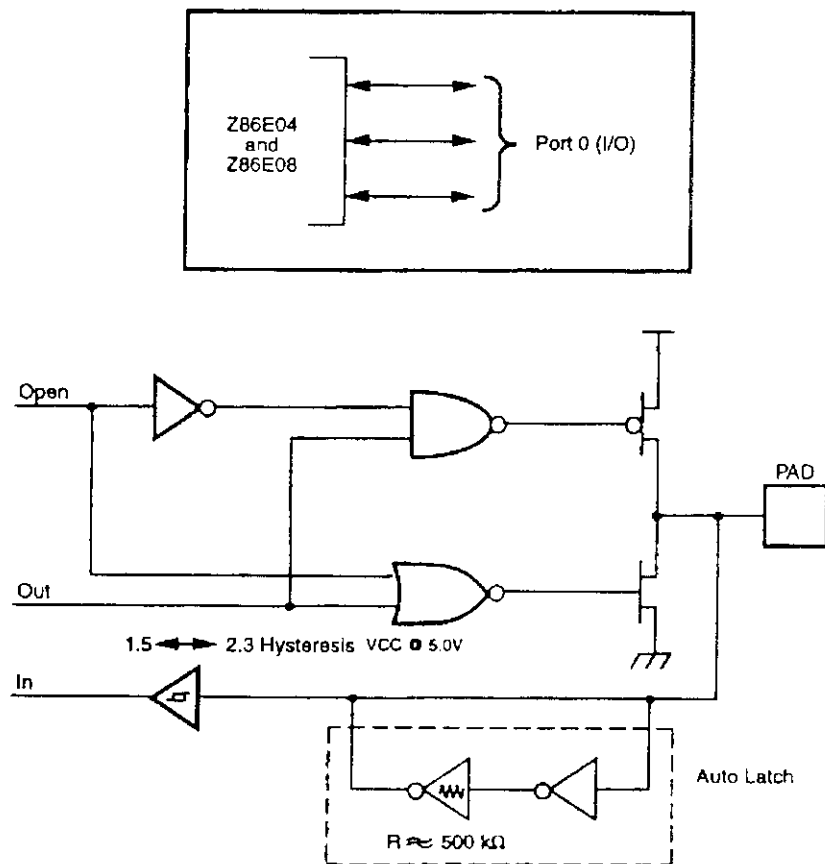 Z86E04
and
Z86E08
Port 0 (I/O)
Open
PAD
Out
1.5 2.3 Hysteresis VCC @ 5.0V
In
Auto Latch
R ≈ 500 kΩ